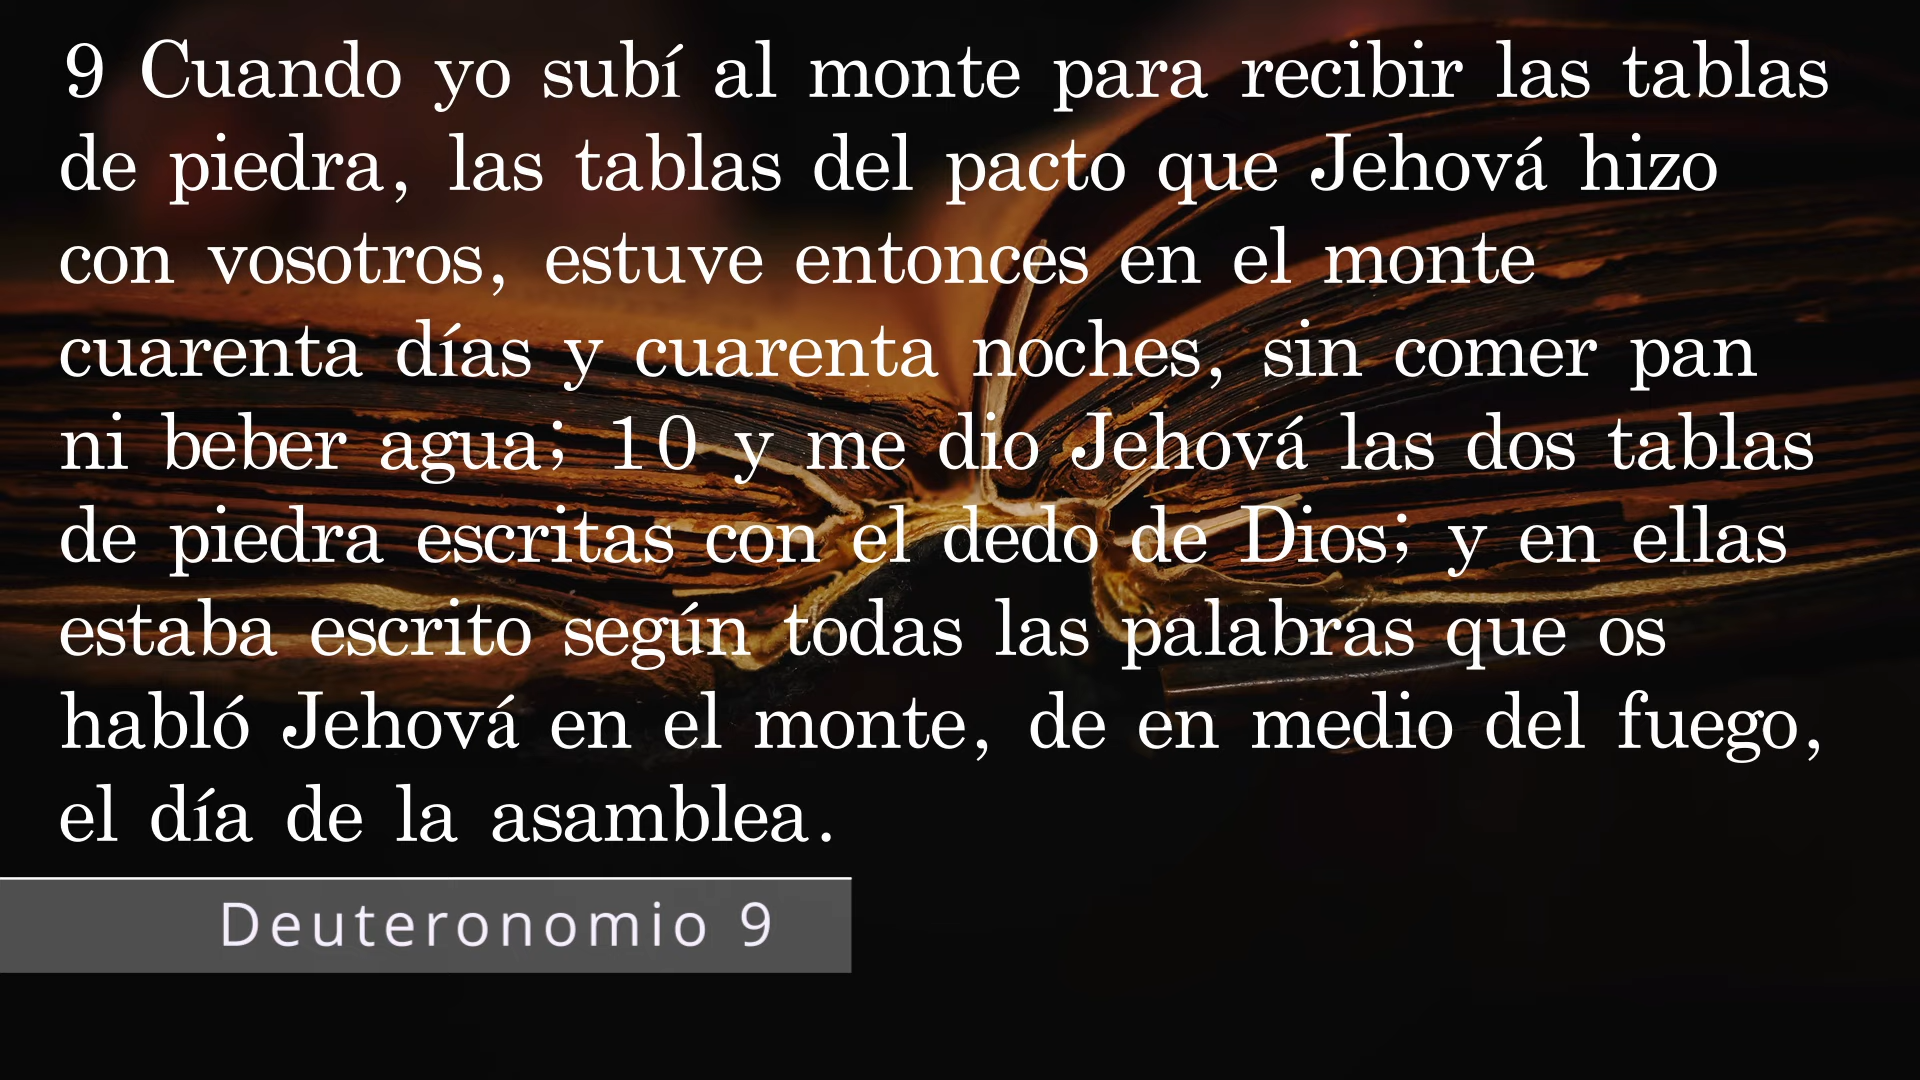 9 Cuando yo subí al monte para recibir las tablas
de piedra, las tablas del pacto que Jehová hizo
con vosotros, estuve entonces en el monte
cuarenta días y cuarenta noches, sin comer pan
ni beber agua; 10 y me dio Jehová las dos tablas
de piedra escritas con el dedo de Dios; y en ellas
estaba escrito según todas las palabras que os
habló Jehová en el monte, de en medio del fuego,
el día de la asamblea.
Deuteronomio 9